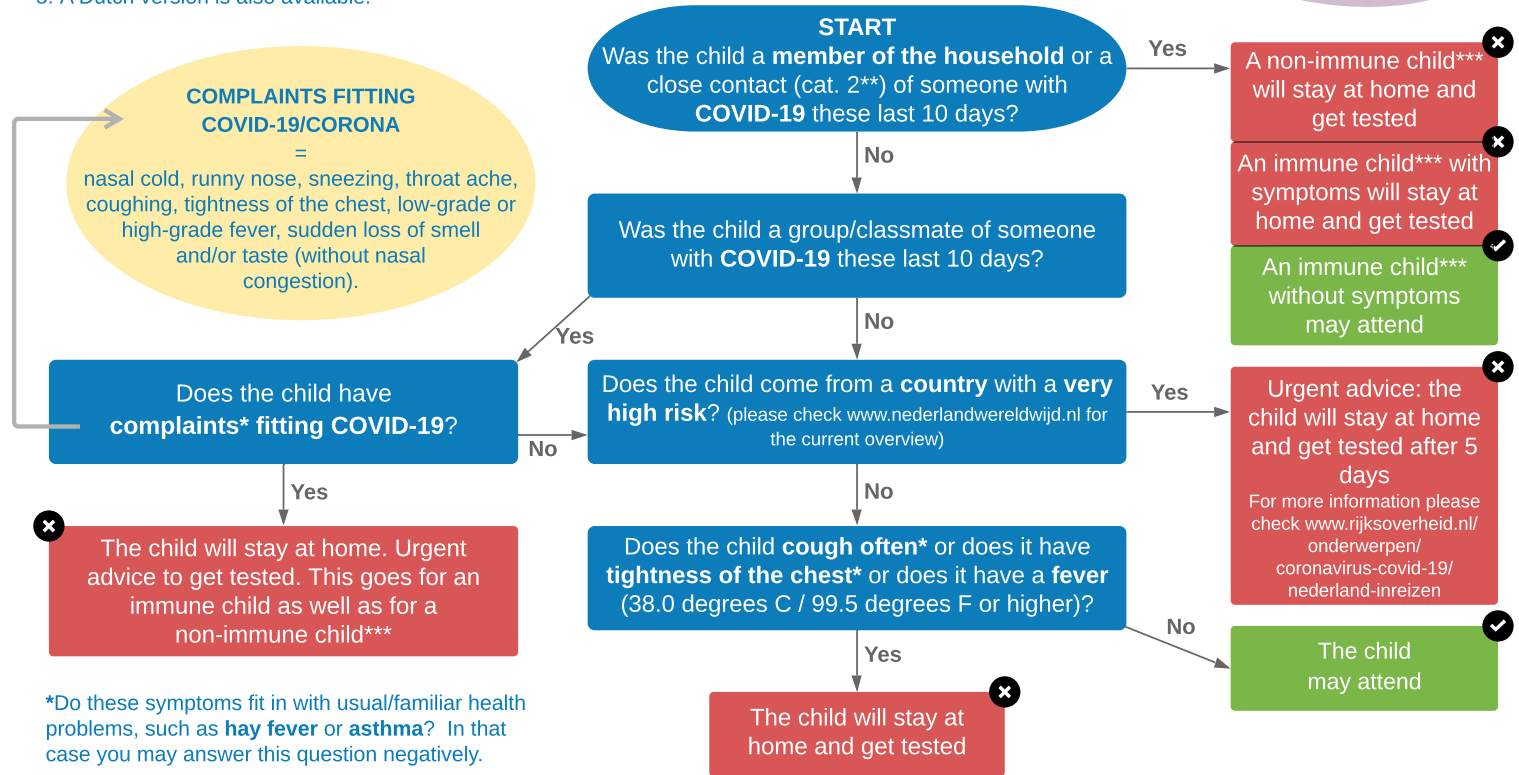 3. A Dutch version is also available.
START
Was the child a member of the household or a
close contact (cat. 2**) of someone with
COVID-19 these last 10 days?
Yes
A non-immune child***
will stay at home and
get tested
An immune child*** with
symptoms will stay at
home and get tested
An immune child***
without symptoms
may attend
COMPLAINTS FITTING
COVID-19/CORONA
=
nasal cold, runny nose, sneezing, throat ache,
coughing, tightness of the chest, low-grade or
high-grade fever, sudden loss of smell
and/or taste (without nasal
congestion).
No
Was the child a group/classmate of someone
with COVID-19 these last 10 days?
Yes
No
Does the child have
complaints* fitting COVID-19?
No
Does the child come from a country with a very
high risk? (please check www.nederlandwereldwijd.nl for
the current overview)
Yes
Urgent advice: the
child will stay at home
and get tested after 5
days
For more information please
check www.rijksoverheid.nl/
onderwerpen/
coronavirus-covid-19/
nederland-inreizen
Yes
The child will stay at home. Urgent
advice to get tested. This goes for an
immune child as well as for a
non-immune child***
No
Does the child cough often* or does it have
tightness of the chest* or does it have a fever
(38.0 degrees C / 99.5 degrees F or higher)?
No
The child
may attend
Yes
The child will stay at
home and get tested
*Do these symptoms fit in with usual/familiar health
problems, such as hay fever or asthma? In that
case you may answer this question negatively.